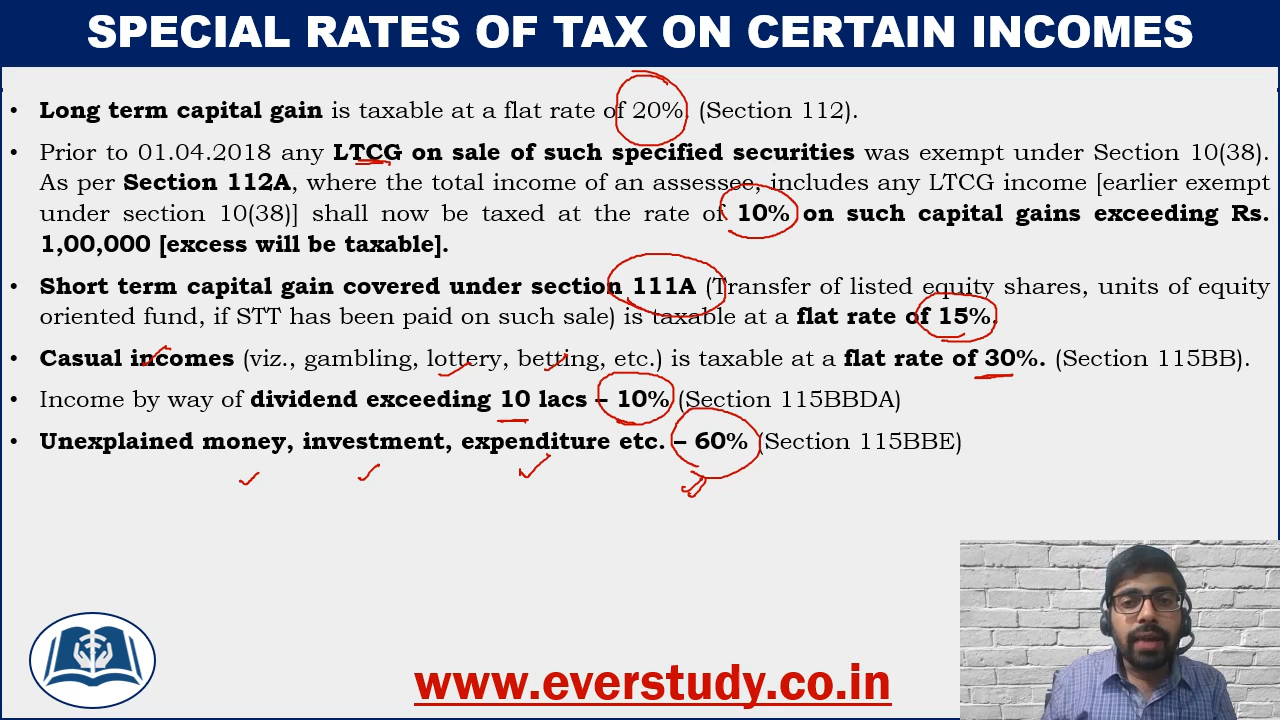 SPECIAL RATES OF TAX ON CERTAIN INCOMES
• Long term capital gain is taxable at a flat rate of 20%. (Section 112).
• Prior to 01.04.2018 any LTCG on sale of such specified securities was exempt under Section 10(38).
As per Section 112A, where the total income of an assessee, includes any LTCG income [earlier exempt
under section 10(38)] shall now be taxed at the rate of 10% on such capital gains exceeding Rs.
1,00,000 [excess will be taxable].
• Short term capital gain covered under section 111A (Transfer of listed equity shares, units of equity
oriented fund, if STT has been paid on such sale) is taxable at a flat rate of 15%.
• Casual incomes (viz., gambling, lottery, betting, etc.) is taxable at a flat rate of 30%. (Section 115BB).
• Income by way of dividend exceeding 10 lacs – 10% (Section 115BBDA)
• Unexplained money, investment, expenditure etc. – 60% (Section 115BBE)
www.everstudy.co.in